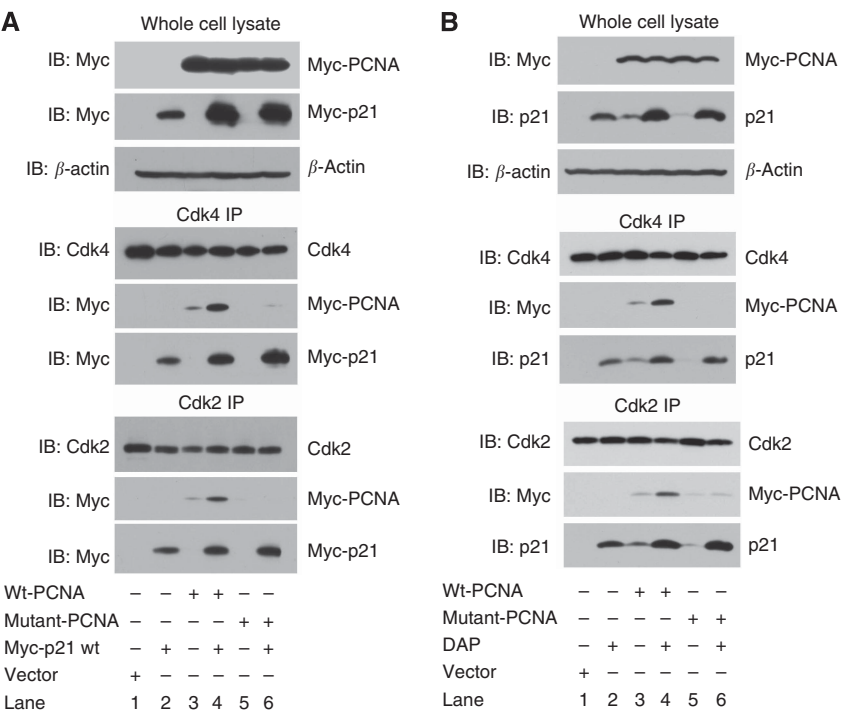 A
Whole cell lysate
IB: Myc Myc-PCNA
IB: Myc Myc-p21
IB: β-actin β-Actin
Cdk4 IP
IB: Cdk4 Cdk4
IB: Myc Myc-PCNA
IB: Myc Myc-p21
Cdk2 IP
IB: Cdk2 Cdk2
IB: Myc Myc-PCNA
IB: Myc Myc-p21
Wt-PCNA – – + + – –
Mutant-PCNA – – – – + +
Myc-p21 wt – + – + – +
Vector + – – – – –
Lane 1 2 3 4 5 6
B
Whole cell lysate
IB: Myc Myc-PCNA
IB: p21 p21
IB: β-actin β-Actin
Cdk4 IP
IB: Cdk4 Cdk4
IB: Myc Myc-PCNA
IB: p21 p21
Cdk2 IP
IB: Cdk2 Cdk2
IB: Myc Myc-PCNA
IB: p21 p21
Wt-PCNA – – + + – –
Mutant-PCNA – – – – + +
DAP – + – + – +
Vector + – – – – –
Lane 1 2 3 4 5 6